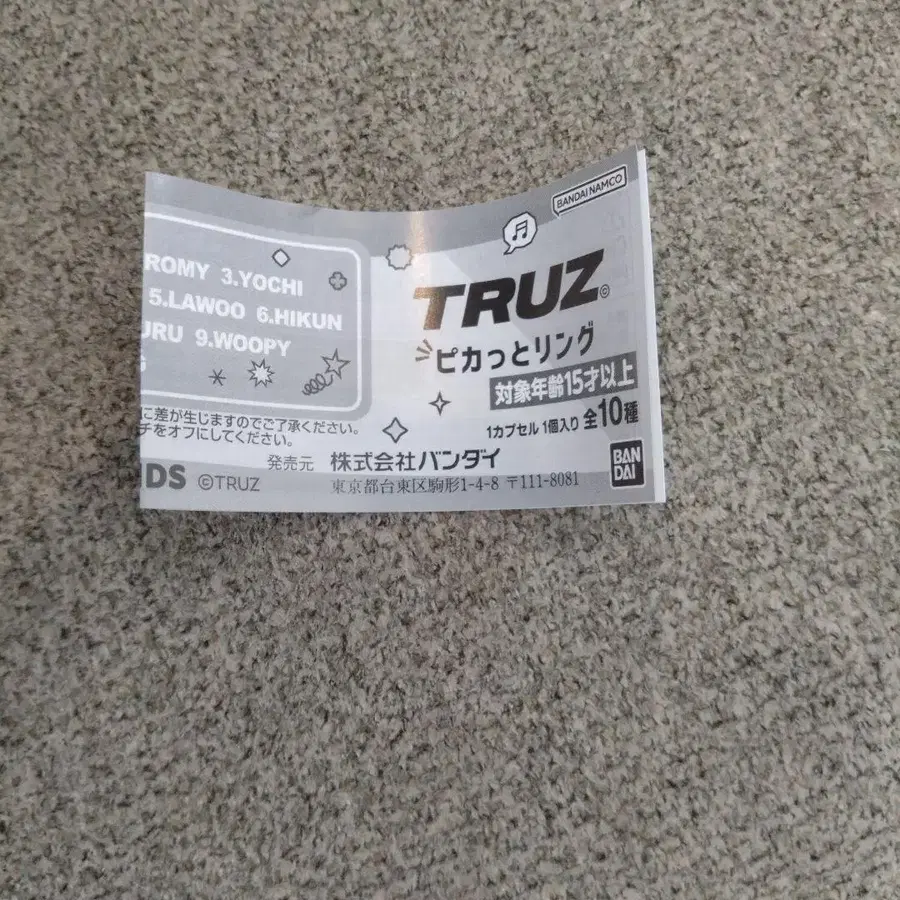 BANDAI NAMCO
ROMY 3.YOCHI
5.LAWOO 6.HIKUN
URU 9.WOOPY
TRUZ©
ピカっとリング
対象年齢15才以上
1カプセル1個入り 全10種
に差が生じますのでご了承ください。
チをオフにしてください。
発売元 株式会社バンダイ
東京都台東区駒形1-4-8 〒111-8081
DS ©TRUZ
BAN
DAI